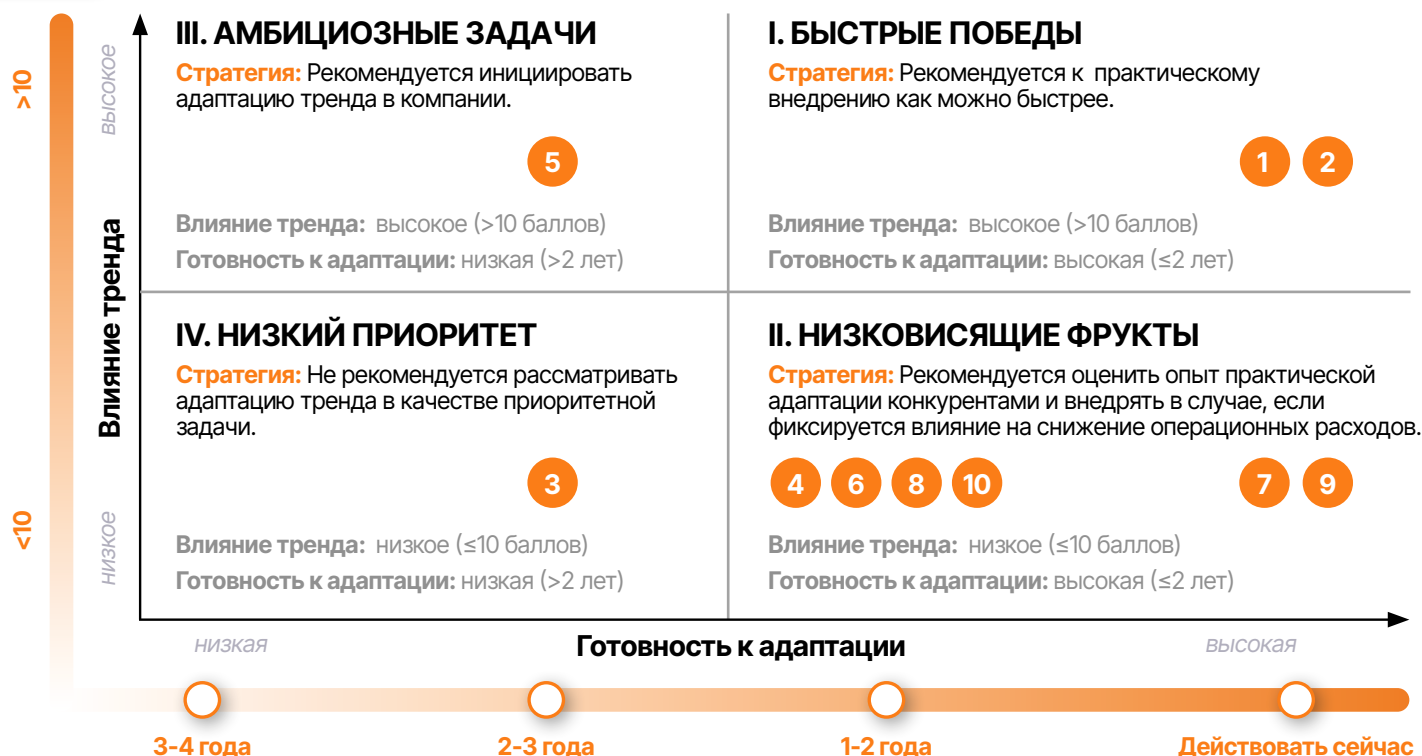 >10
высокое
Влияние тренда
<10
низкое
III. АМБИЦИОЗНЫЕ ЗАДАЧИ
Стратегия: Рекомендуется инициировать
адаптацию тренда в компании.
5
Влияние тренда: высокое (>10 баллов)
Готовность к адаптации: низкая (>2 лет)
I. БЫСТРЫЕ ПОБЕДЫ
Стратегия: Рекомендуется к практическому
внедрению как можно быстрее.
1 2
Влияние тренда: высокое (>10 баллов)
Готовность к адаптации: высокая (≤2 лет)
IV. НИЗКИЙ ПРИОРИТЕТ
Стратегия: Не рекомендуется рассматривать
адаптацию тренда в качестве приоритетной
задачи.
3
Влияние тренда: низкое (≤10 баллов)
Готовность к адаптации: низкая (>2 лет)
II. НИЗКОВИСЯЩИЕ ФРУКТЫ
Стратегия: Рекомендуется оценить опыт практической
адаптации конкурентами и внедрять в случае, если
фиксируется влияние на снижение операционных расходов.
4 6 8 10 7 9
Влияние тренда: низкое (≤10 баллов)
Готовность к адаптации: высокая (≤2 лет)
низкая
Готовность к адаптации
высокая
3-4 года
2-3 года
1-2 года
Действовать сейчас